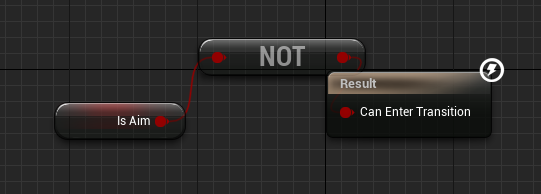 NOT
Result
Can Enter Transition
Is Aim